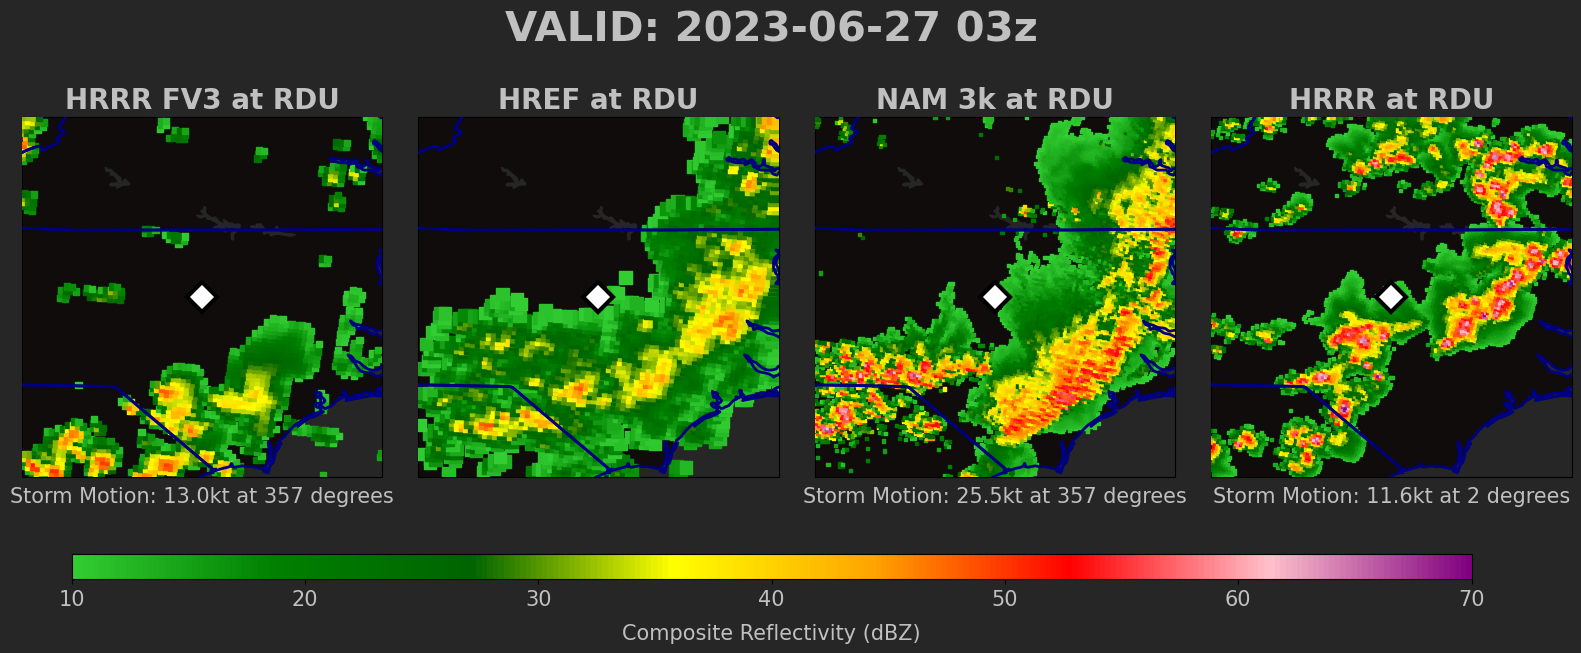 VALID: 2023-06-27 03z
HRRR FV3 at RDU
HREF at RDU
NAM 3k at RDU
HRRR at RDU
Storm Motion: 13.0kt at 357 degrees
Storm Motion: 25.5kt at 357 degrees
Storm Motion: 11.6kt at 2 degrees
10 20 30 40 50 60 70
Composite Reflectivity (dBZ)